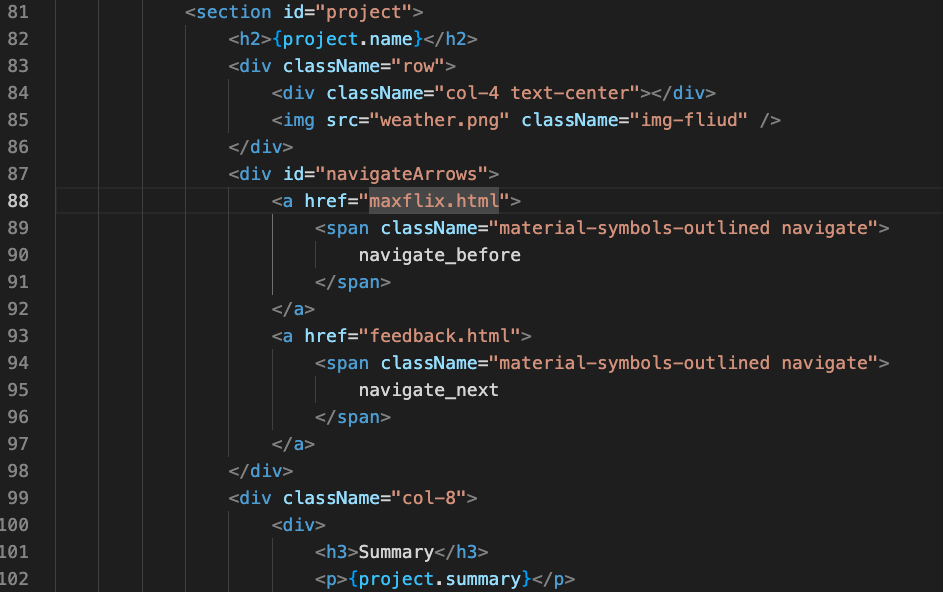 81 <section id="project">
82 <h2>{project.name}</h2>
83 <div className="row">
84 <div className="col-4 text-center"></div>
85 <img src="weather.png" className="img-fliud" />
86 </div>
87 <div id="navigateArrows">
88 <a href="maxflix.html">
89 <span className="material-symbols-outlined navigate">
90 navigate_before
91 </span>
92 </a>
93 <a href="feedback.html">
94 <span className="material-symbols-outlined navigate">
95 navigate_next
96 </span>
97 </a>
98 </div>
99 <div className="col-8">
100 <div>
101 <h3>Summary</h3>
102 <p>{project.summary}</p>